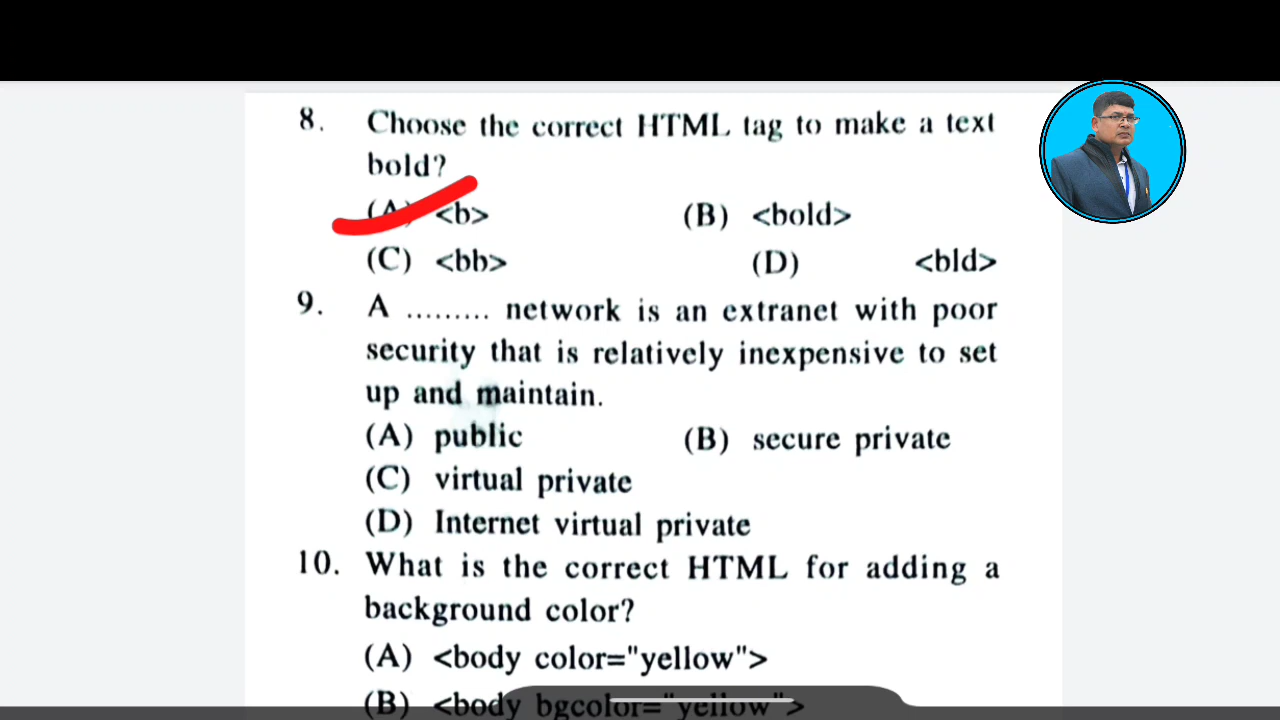 8. Choose the correct HTML tag to make a text
bold?
(A) <b> (B) <bold>
(C) <bb> (D) <bld>
9. A ......... network is an extranet with poor
security that is relatively inexpensive to set
up and maintain.
(A) public (B) secure private
(C) virtual private
(D) Internet virtual private
10. What is the correct HTML for adding a
background color?
(A) <body color="yellow">
(B) <body bgcolor="yellow">